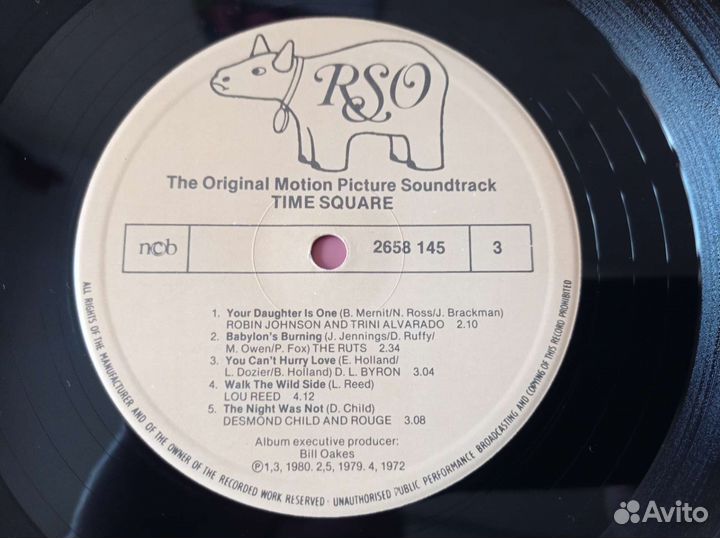 RSO
The Original Motion Picture Soundtrack
TIME SQUARE
ncb 2658 145 3
1. Your Daughter Is One (B. Mernit/N. Ross/J. Brackman)
ROBIN JOHNSON AND TRINI ALVARADO 2.10
2. Babylon's Burning (J. Jennings/D. Ruffy/
M. Owen/P. Fox) THE RUTS 2.34
3. You Can't Hurry Love (E. Holland/
L. Dozier/B. Holland) D. L. BYRON 3.04
4. Walk The Wild Side (L. Reed)
LOU REED 4.12
5. The Night Was Not (D. Child)
DESMOND CHILD AND ROUGE 3.08
Album executive producer:
Bill Oakes
℗1,3, 1980. 2,5, 1979. 4, 1972
ALL RIGHTS OF THE MANUFACTURER AND OF THE OWNER OF THE RECORDED WORK RESERVED · UNAUTHORISED PUBLIC PERFORMANCE BROADCASTING AND COPYING OF THIS RECORD PROHIBITED
Avito